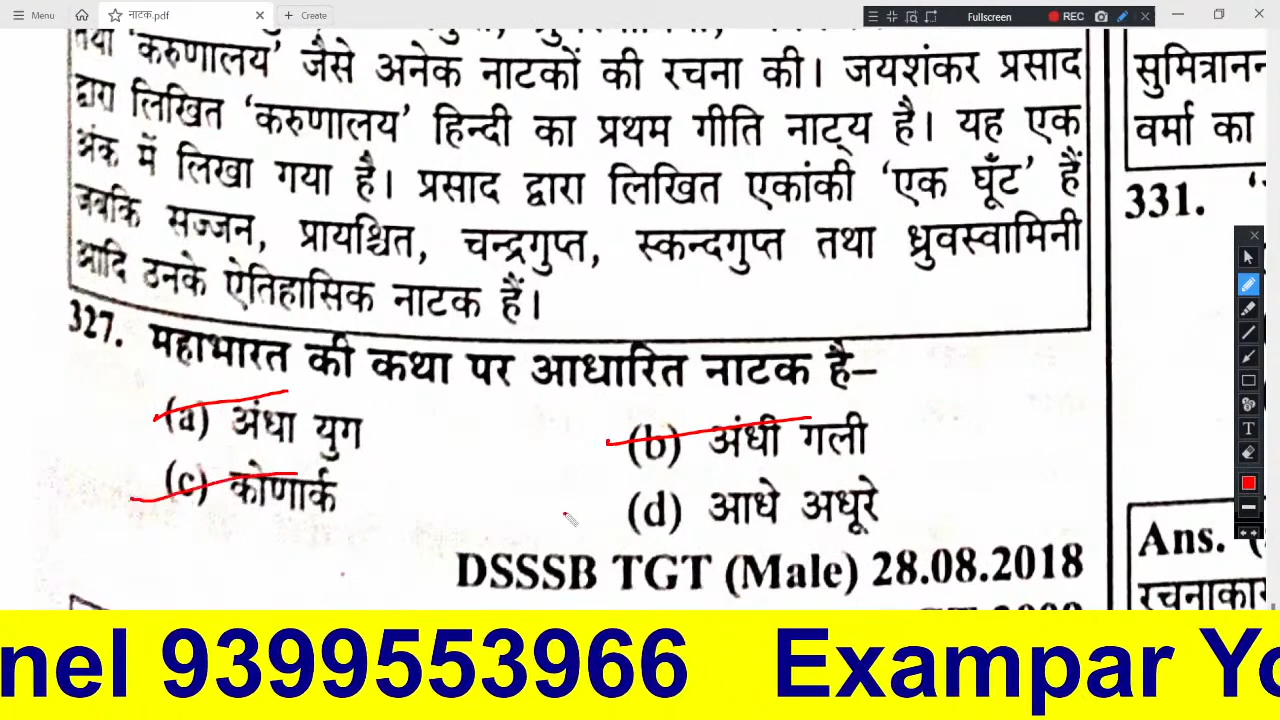 Menu
नाटक.pdf
Create
Fullscreen
REC
तथा 'करुणालय' जैसे अनेक नाटकों की रचना की। जयशंकर प्रसाद
द्वारा लिखित 'करुणालय' हिन्दी का प्रथम गीति नाट्य है। यह एक
अंक में लिखा गया है। प्रसाद द्वारा लिखित एकांकी 'एक घूँट' हैं
जबकि सज्जन, प्रायश्चित, चन्द्रगुप्त, स्कन्दगुप्त तथा ध्रुवस्वामिनी
आदि उनके ऐतिहासिक नाटक हैं।
327. महाभारत की कथा पर आधारित नाटक है–
(a) अंधा युग
(b) अंधी गली
(c) कोणार्क
(d) आधे अधूरे
DSSSB TGT (Male) 28.08.2018
सुमित्रानन
वर्मा का
331.
Ans. (
रचनाकार
nel 9399553966 Exampar Yo